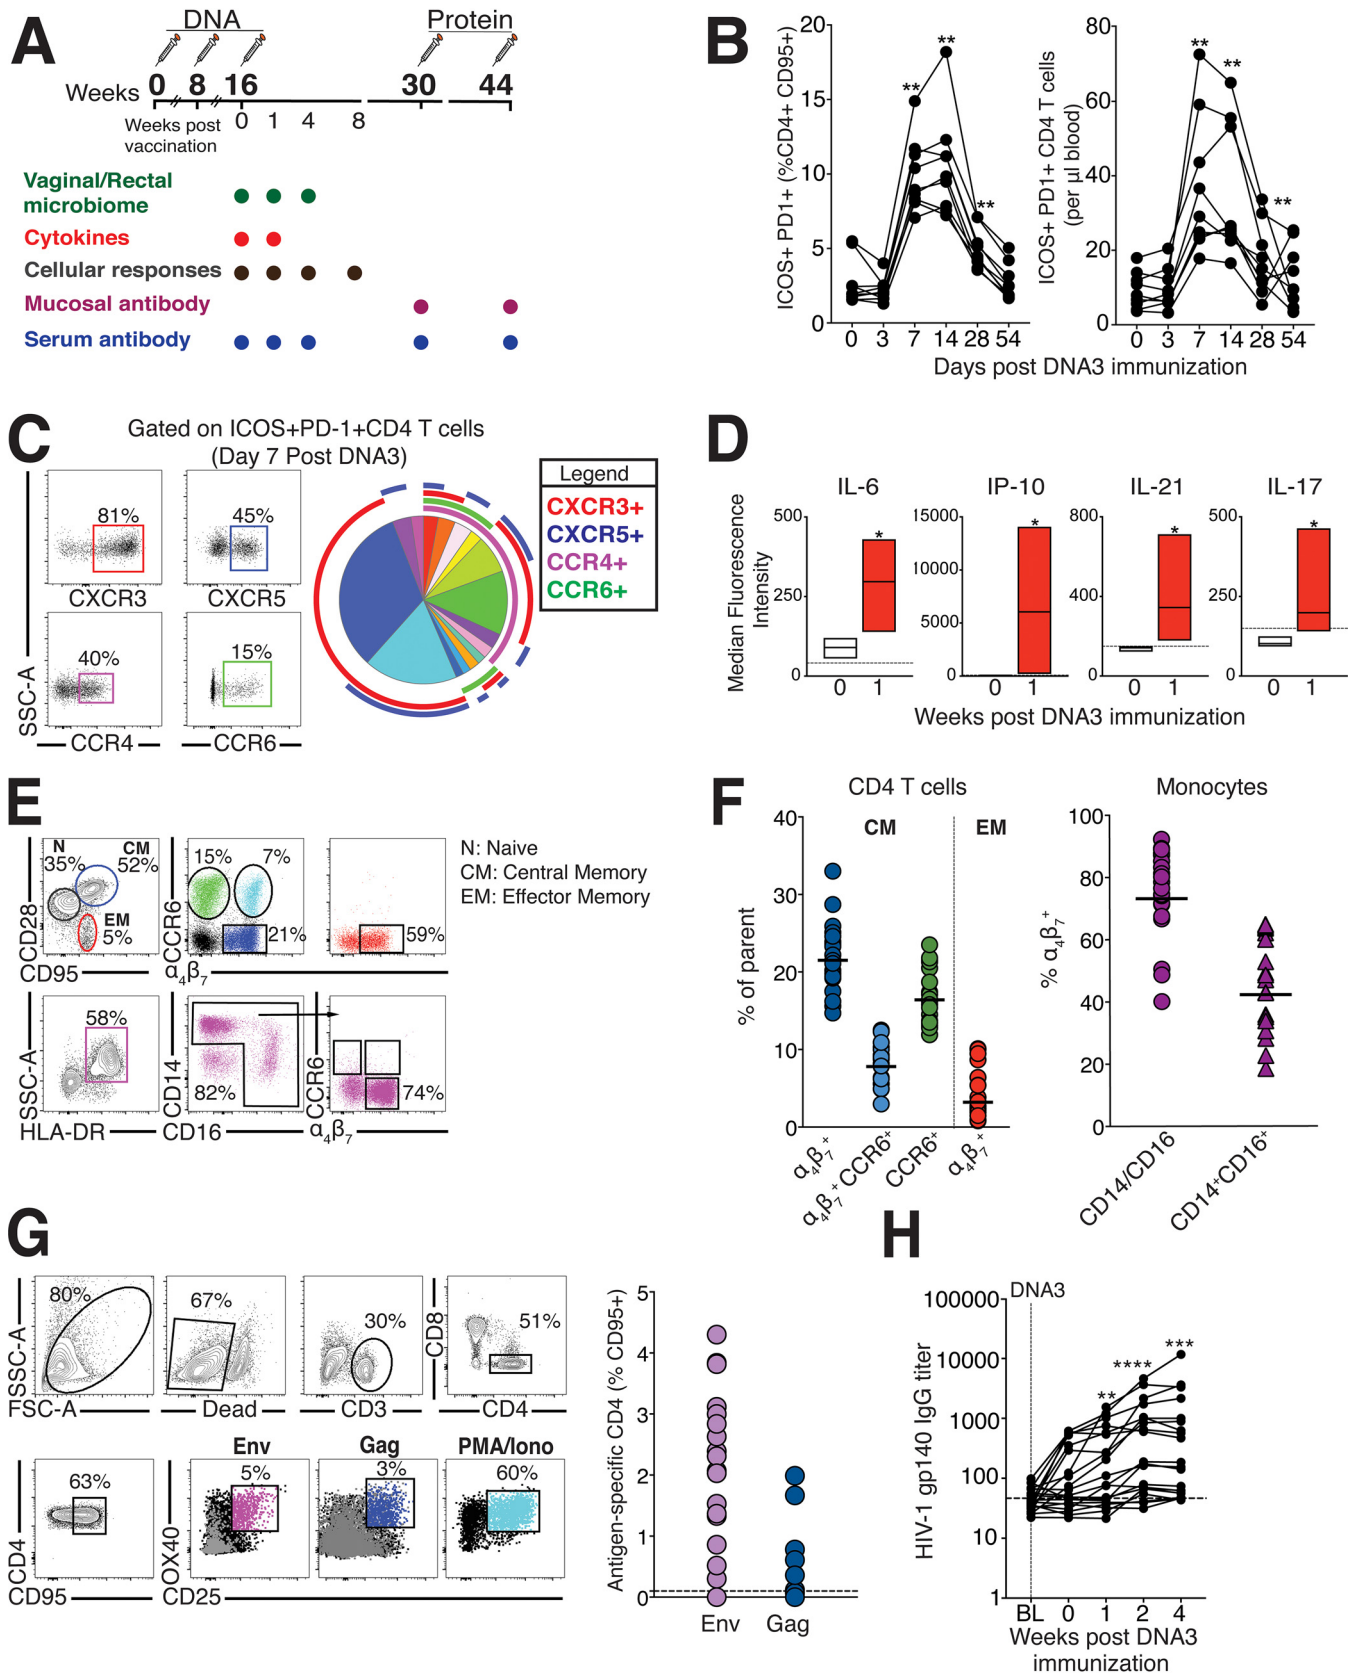 A
DNA
Protein
Weeks
0 8 16 30 44
Weeks post
vaccination
0 1 4 8
Vaginal/Rectal
microbiome
Cytokines
Cellular responses
Mucosal antibody
Serum antibody
B
ICOS+ PD1+ (%CD4+ CD95+)
20
15
10
5
0
** ** **
0 3 7 14 28 54
ICOS+ PD1+ CD4 T cells
(per µl blood)
80
60
40
20
0
** ** **
0 3 7 14 28 54
Days post DNA3 immunization
C
Gated on ICOS+PD-1+CD4 T cells
(Day 7 Post DNA3)
81%
45%
CXCR3
CXCR5
40%
15%
SSC-A
CCR4
CCR6
Legend
CXCR3+
CXCR5+
CCR4+
CCR6+
D
Median Fluorescence
Intensity
IL-6
500
250
0
*
0 1
IP-10
15000
10000
5000
0
*
0 1
IL-21
800
400
0
*
0 1
IL-17
500
250
0
*
0 1
Weeks post DNA3 immunization
E
N
35%
CM
52%
EM
5%
CD28
CD95
15%
7%
21%
59%
CCR6
α4β7
N: Naive
CM: Central Memory
EM: Effector Memory
58%
SSC-A
HLA-DR
82%
CD14
CD16
74%
CCR6
α4β7
F
CD4 T cells
CM
EM
% of parent
40
30
20
10
0
α4β7+
α4β7+CCR6+
CCR6+
α4β7+
Monocytes
% α4β7+
100
80
60
40
20
0
CD14/CD16
CD14+CD16+
G
80%
67%
30%
51%
SSC-A
FSC-A
Dead
CD3
CD8
CD4
63%
CD4
CD95
Env
5%
Gag
3%
PMA/Iono
60%
OX40
CD25
Antigen-specific CD4 (% CD95+)
5
4
3
2
1
0
Env
Gag
H
DNA3
HIV-1 gp140 IgG titer
100000
10000
1000
100
10
1
** **** ***
BL 0 1 2 4
Weeks post DNA3
immunization